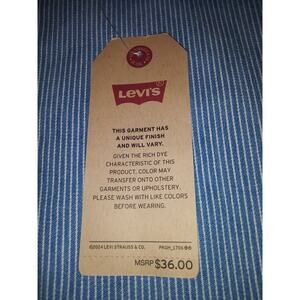 LEVI'S
THIS GARMENT HAS
A UNIQUE FINISH
AND WILL VARY.
GIVEN THE RICH DYE
CHARACTERISTIC OF THIS
PRODUCT, COLOR MAY
TRANSFER ONTO OTHER
GARMENTS OR UPHOLSTERY.
PLEASE WASH WITH LIKE COLORS
BEFORE WEARING.
©2024 LEVI STRAUSS & CO.
MSRP $36.00